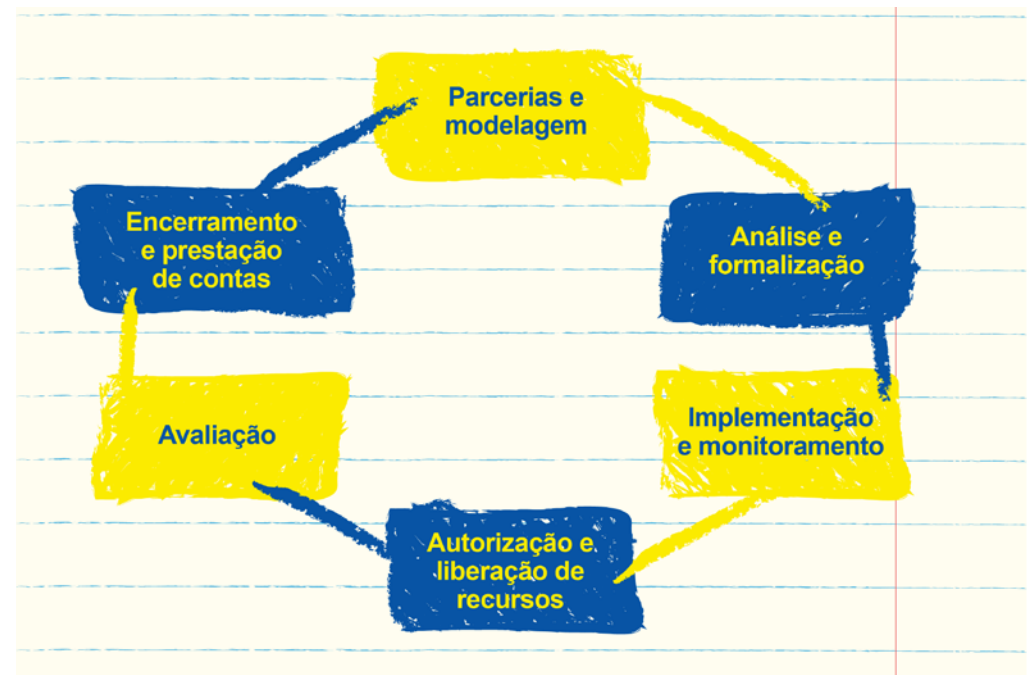 Parcerias e
modelagem
Análise e
formalização
Implementação
e monitoramento
Autorização e
liberação de
recursos
Avaliação
Encerramento
e prestação
de contas